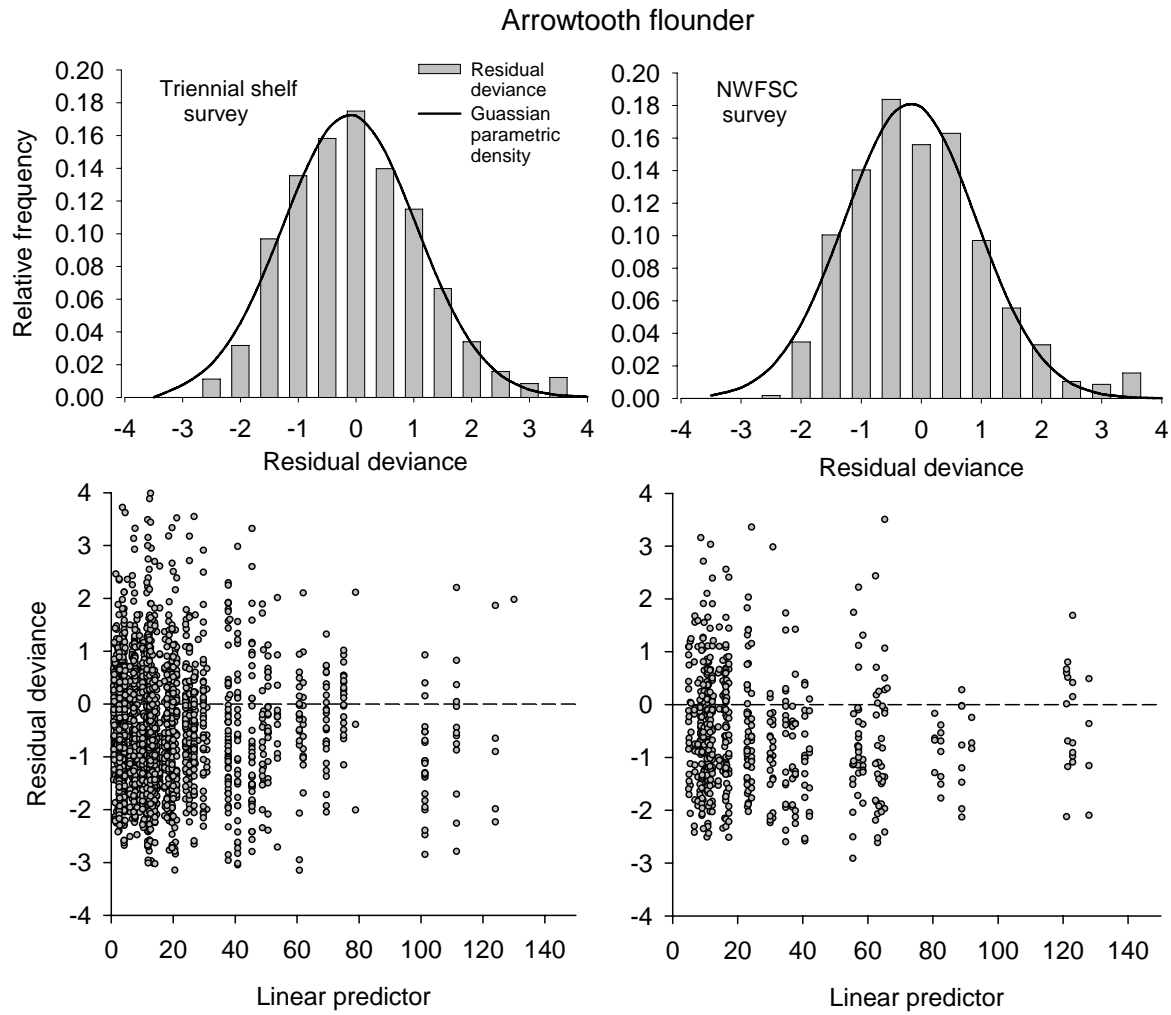 Arrowtooth flounder
Triennial shelf
survey
Residual
deviance
Guassian
parametric
density
NWFSC
survey
Relative frequency
0.20
0.18
0.16
0.14
0.12
0.10
0.08
0.06
0.04
0.02
0.00
-4 -3 -2 -1 0 1 2 3 4
Residual deviance
0.20
0.18
0.16
0.14
0.12
0.10
0.08
0.06
0.04
0.02
0.00
-4 -3 -2 -1 0 1 2 3 4
Residual deviance
Residual deviance
4
3
2
1
0
-1
-2
-3
-4
0 20 40 60 80 100 120 140
Linear predictor
4
3
2
1
0
-1
-2
-3
-4
0 20 40 60 80 100 120 140
Linear predictor